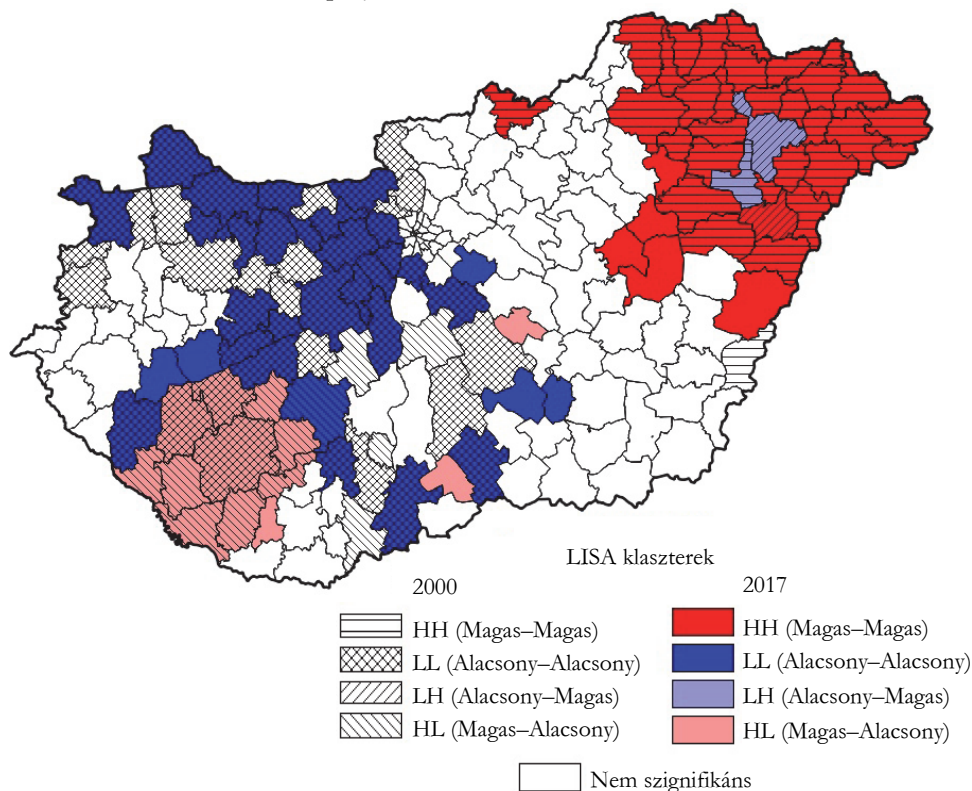 LISA klaszterek
2000 2017
HH (Magas–Magas) HH (Magas–Magas)
LL (Alacsony–Alacsony) LL (Alacsony–Alacsony)
LH (Alacsony–Magas) LH (Alacsony–Magas)
HL (Magas–Alacsony) HL (Magas–Alacsony)
Nem szignifikáns